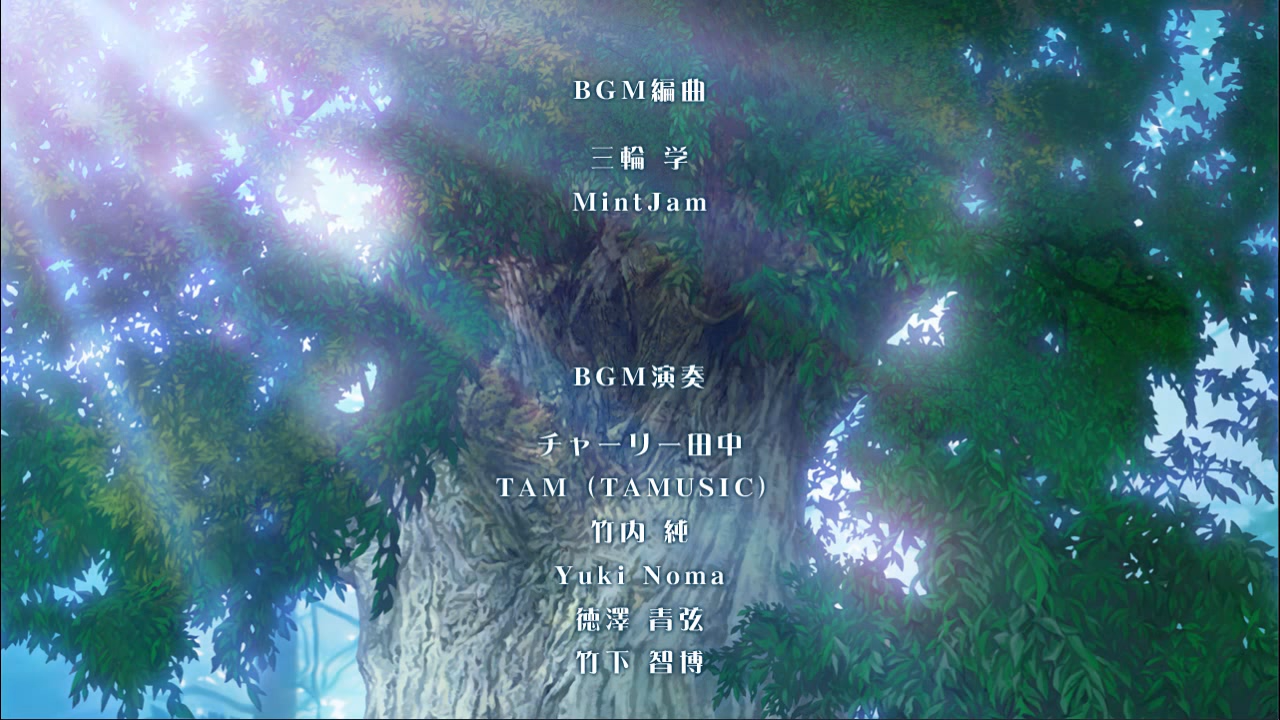 BGM編曲
三輪 学
MintJam
BGM演奏
チャーリー田中
TAM (TAMUSIC)
竹内 純
Yuki Noma
徳澤 青弦
竹下 智博